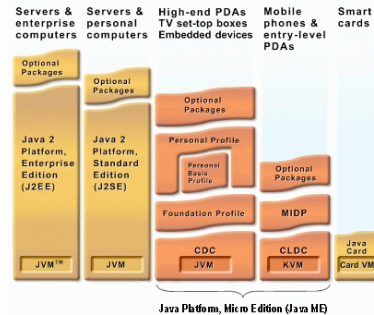 Servers &
enterprise
computers
Servers &
personal
computers
High-end PDAs
TV set-top boxes
Embedded devices
Mobile
phones &
entry-level
PDAs
Smart
cards
Optional
Packages
Java 2
Platform,
Enterprise
Edition
(J2EE)
JVM™
Optional
Packages
Java 2
Platform,
Standard
Edition
(J2SE)
JVM
Optional
Packages
Personal Profile
Personal
Basis
Profile
Foundation Profile
CDC
JVM
Optional
Packages
MIDP
CLDC
KVM
Java
Card
Card VM
Java Platform, Micro Edition (Java ME)